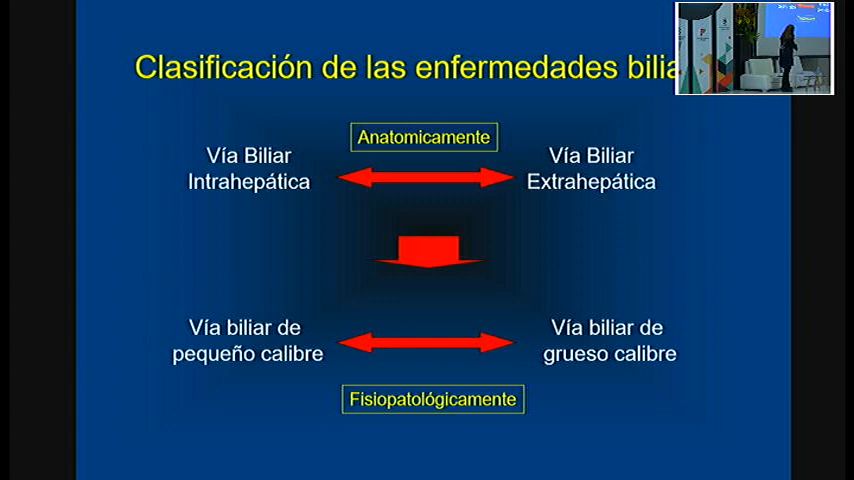 Clasificación de las enfermedades
Anatomicamente
Vía Biliar
Intrahepática
Vía Biliar
Extrahepática
Vía biliar de
pequeño calibre
Vía biliar de
grueso calibre
Fisiopatológicamente